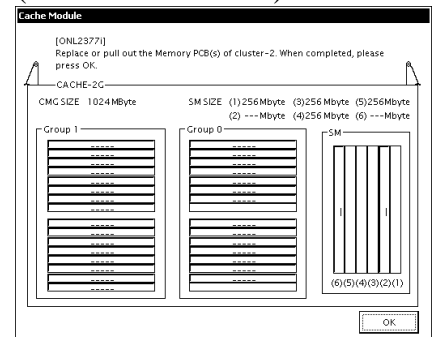 Cache Module
[ONL2377i]
Replace or pull out the Memory PCB(s) of cluster-2. When completed, please
press OK.
CACHE-2G
CMG SIZE 1024 MByte SM SIZE (1) 256 Mbyte (3) 256 Mbyte (5) 256 Mbyte
(2) --- Mbyte (4) 256 Mbyte (6) --- Mbyte
Group 1 Group 0 SM
(6)(5)(4)(3)(2)(1)
OK